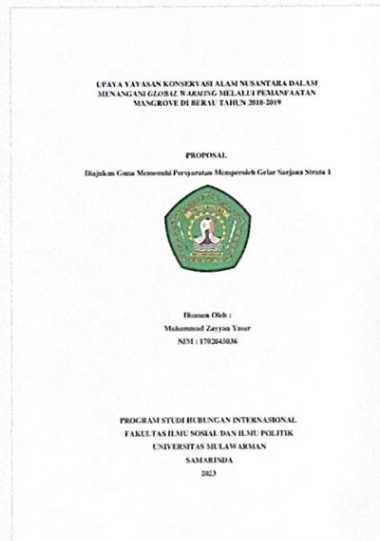 UPAYA YAYASAN KONSERVASI ALAM NUSANTARA DALAM
MENANGANI GLOBAL WARMING MELALUI PEMANFAATAN
MANGROVE DI BERAU TAHUN 2010-2019
PROPOSAL
Diajukan Guna Memenuhi Persyaratan Memperoleh Gelar Sarjana Strata 1
Disusun Oleh :
Muhammad Zayyan Yaser
NIM : 1702045036
PROGRAM STUDI HUBUNGAN INTERNASIONAL
FAKULTAS ILMU SOSIAL DAN ILMU POLITIK
UNIVERSITAS MULAWARMAN
SAMARINDA
2023